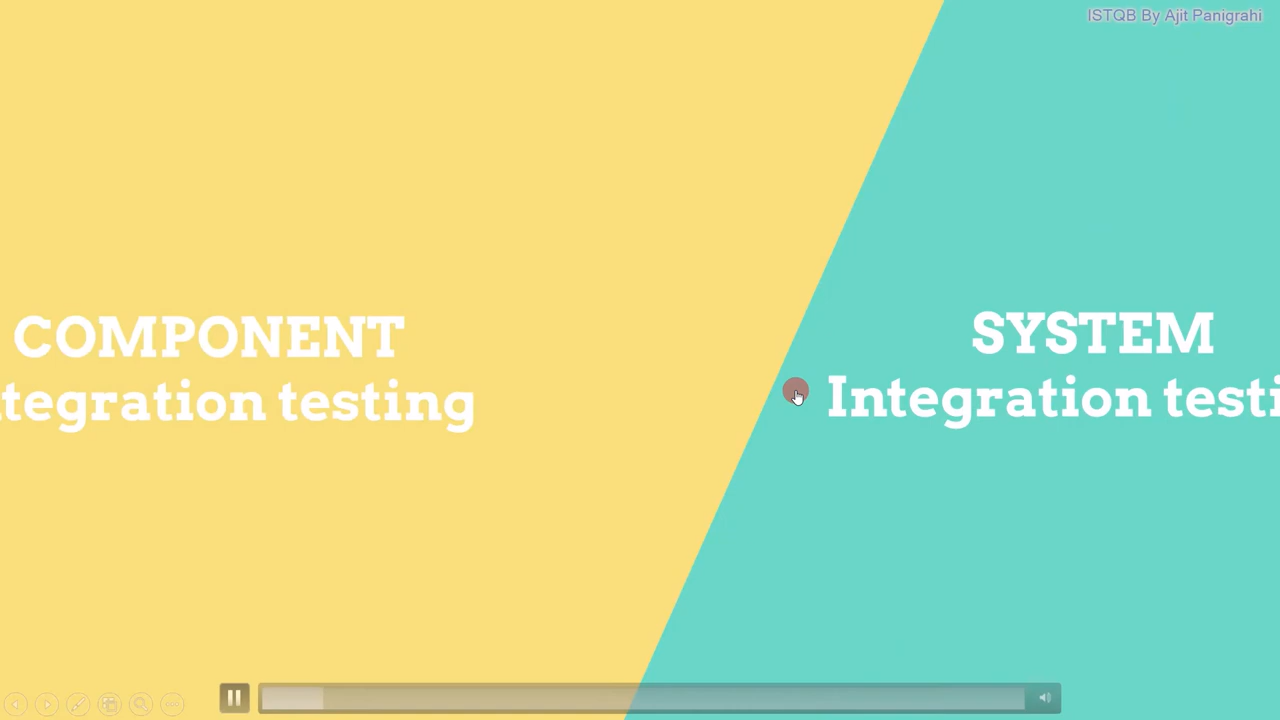 ISTQB By Ajit Panigrahi
COMPONENT
tegration testing
SYSTEM
Integration testi